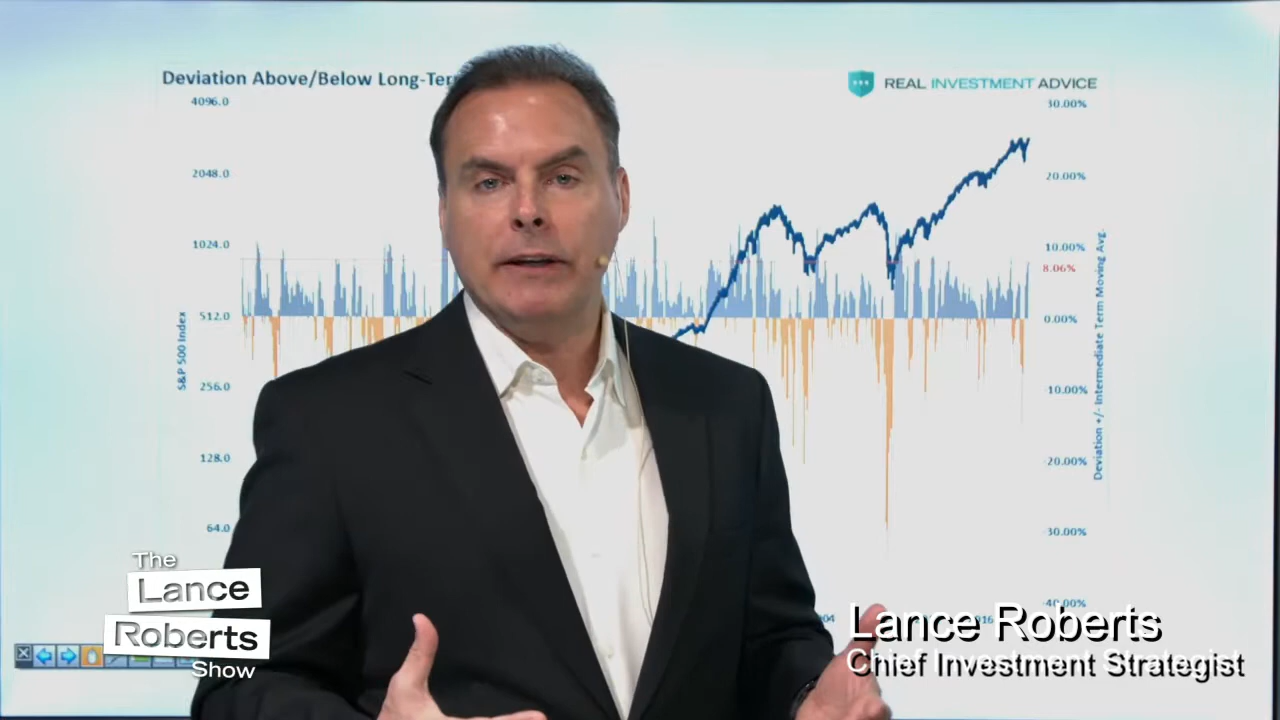 Deviation Above/Below Long-Ter
REAL INVESTMENT ADVICE
4096.0
2048.0
1024.0
512.0
256.0
128.0
64.0
S&P 500 Index
30.00%
20.00%
10.00%
8.06%
0.00%
-10.00%
-20.00%
-30.00%
-40.00%
Deviation +/- Intermediate Term Moving Avg.
The
Lance
Roberts
Show
Lance Roberts
Chief Investment Strategist